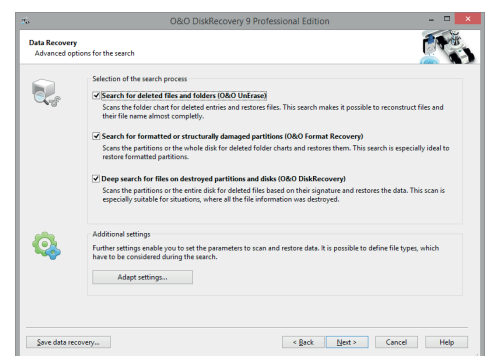 O&O DiskRecovery 9 Professional Edition
Data Recovery
Advanced options for the search
Selection of the search process
Search for deleted files and folders (O&O UnErase)
Scans the folder chart for deleted entries and restores files. This search makes it possible to reconstruct files and
their file name almost completly.
Search for formatted or structurally damaged partitions (O&O Format Recovery)
Scans the partitions or the whole disk for deleted folder charts and restores them. This search is especially ideal to
restore formatted partitions.
Deep search for files on destroyed partitions and disks (O&O DiskRecovery)
Scans the partitions or the entire disk for deleted files based on their signature and restores the data. This scan is
especially suitable for situations, where all the file information was destroyed.
Additional settings
Further settings enable you to set the parameters to scan and restore data. It is possible to define file types, which
have to be considered during the search.
Adapt settings...
Save data recovery... < Back Next > Cancel Help